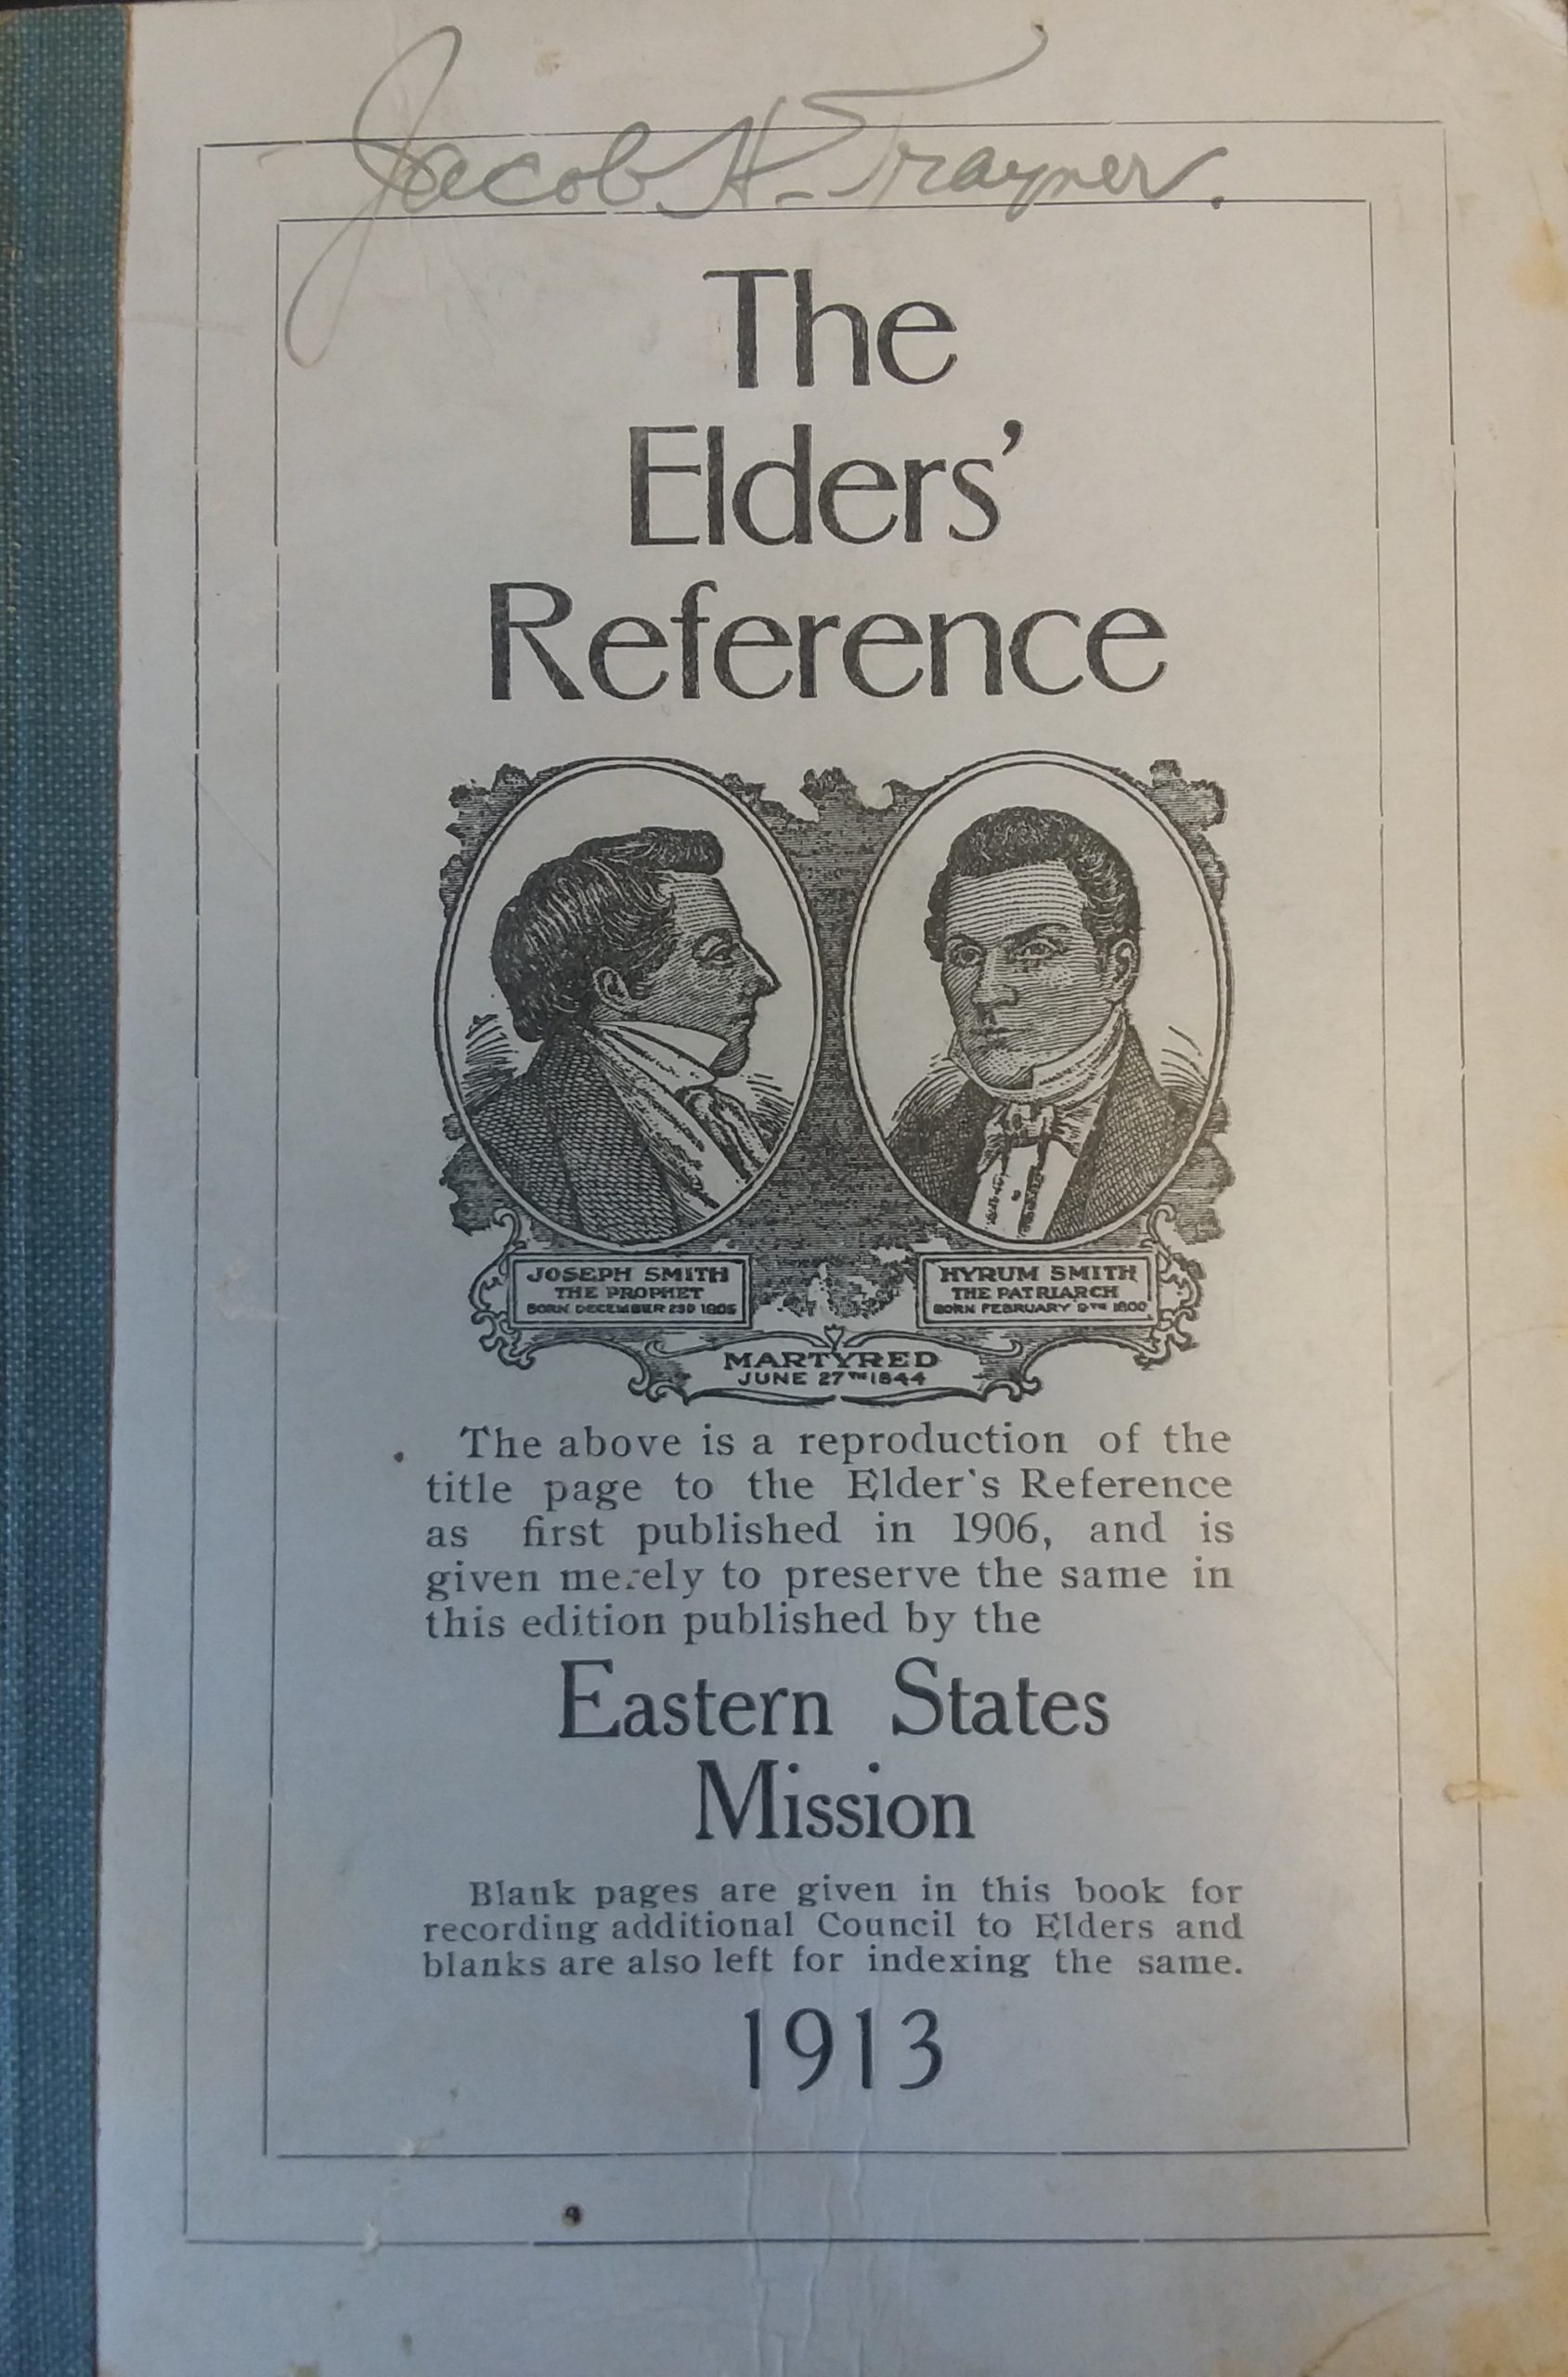 Jacob H. Trayner.
The
Elders’
Reference
JOSEPH SMITH
THE PROPHET
BORN DECEMBER 23D 1805
HYRUM SMITH
THE PATRIARCH
BORN FEBRUARY 9TH 1800
MARTYRED
JUNE 27TH 1844
The above is a reproduction of the
title page to the Elder's Reference
as first published in 1906, and is
given merely to preserve the same in
this edition published by the
Eastern States
Mission
Blank pages are given in this book for
recording additional Council to Elders and
blanks are also left for indexing the same.
1913